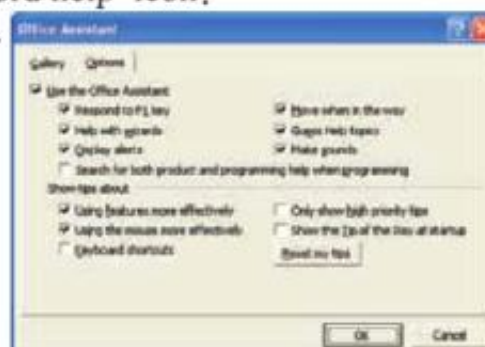 help
Office Assistant
Gallery Options
Use the Office Assistant
Respond to F1 key Move when in the way
Help with wizards Guess Help topics
Display alerts Make sounds
Search for both product and programming help when programming
Show tips about
Using features more effectively Only show high priority tips
Using the mouse more effectively Show the Tip of the Day at startup
Keyboard shortcuts Reset my tips
OK Cancel